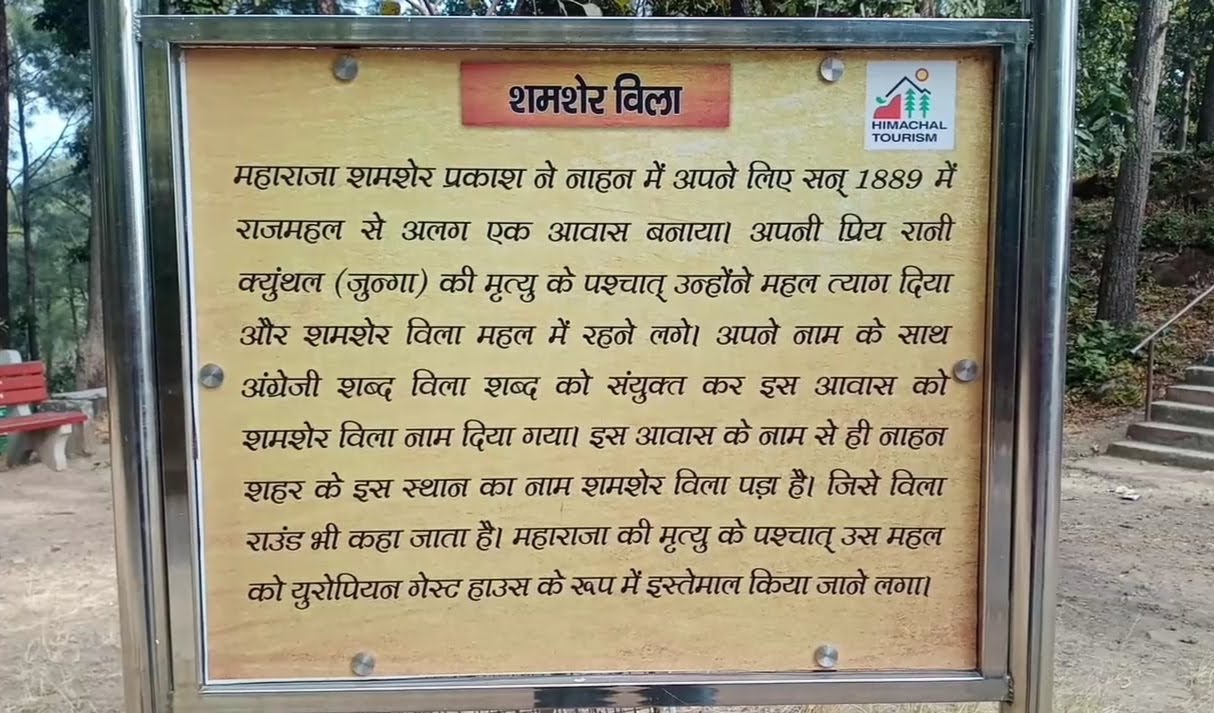 शमशेर विला
HIMACHAL
TOURISM
महाराजा शमशेर प्रकाश ने नाहन में अपने लिए सन् 1889 में
राजमहल से अलग एक आवास बनाया। अपनी प्रिय रानी
क्युंथल (जुन्गा) की मृत्यु के पश्चात् उन्होंने महल त्याग दिया
और शमशेर विला महल में रहने लगे। अपने नाम के साथ
अंग्रेजी शब्द विला शब्द को संयुक्त कर इस आवास को
शमशेर विला नाम दिया गया। इस आवास के नाम से ही नाहन
शहर के इस स्थान का नाम शमशेर विला पड़ा है। जिसे विला
राउंड भी कहा जाता है। महाराजा की मृत्यु के पश्चात् उस महल
को युरोपियन गेस्ट हाउस के रूप में इस्तेमाल किया जाने लगा।